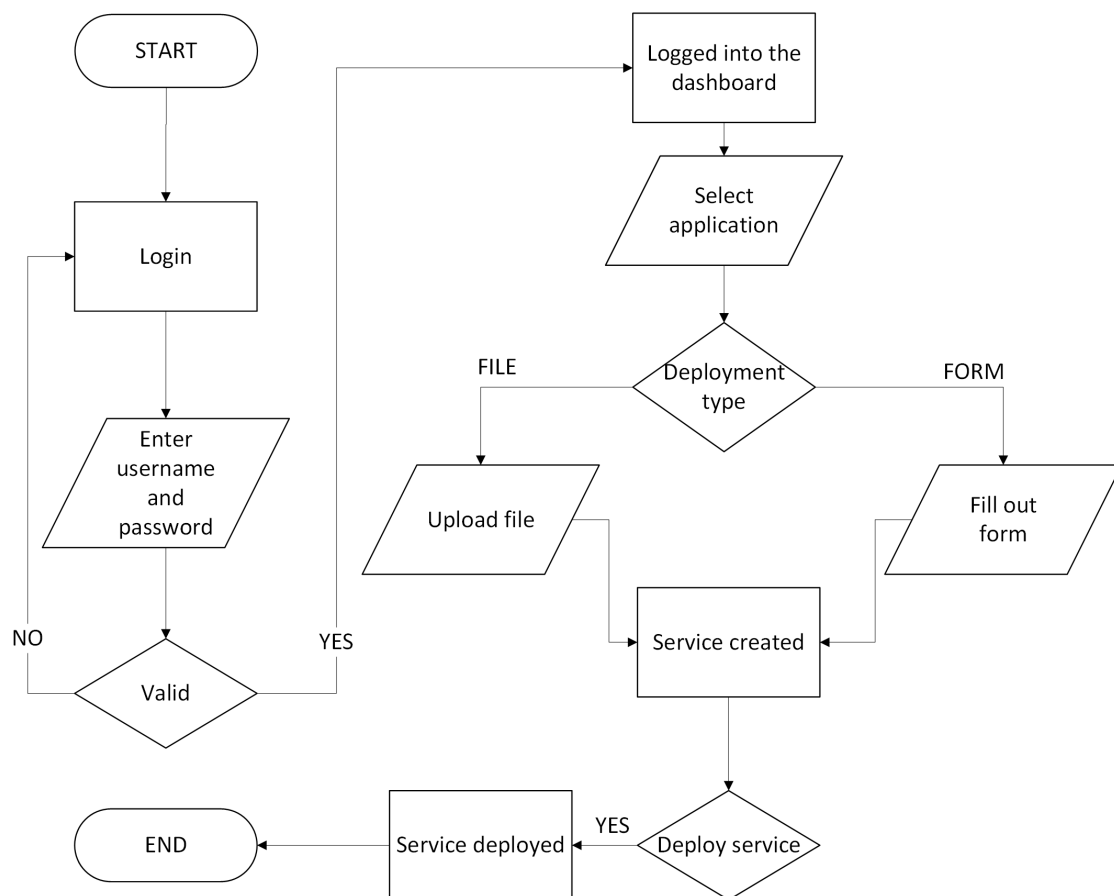 START
Login
Enter
username
and
password
NO
Valid
YES
Logged into the
dashboard
Select
application
Deployment
type
FILE
FORM
Upload file
Fill out
form
Service created
Deploy service
YES
Service deployed
END